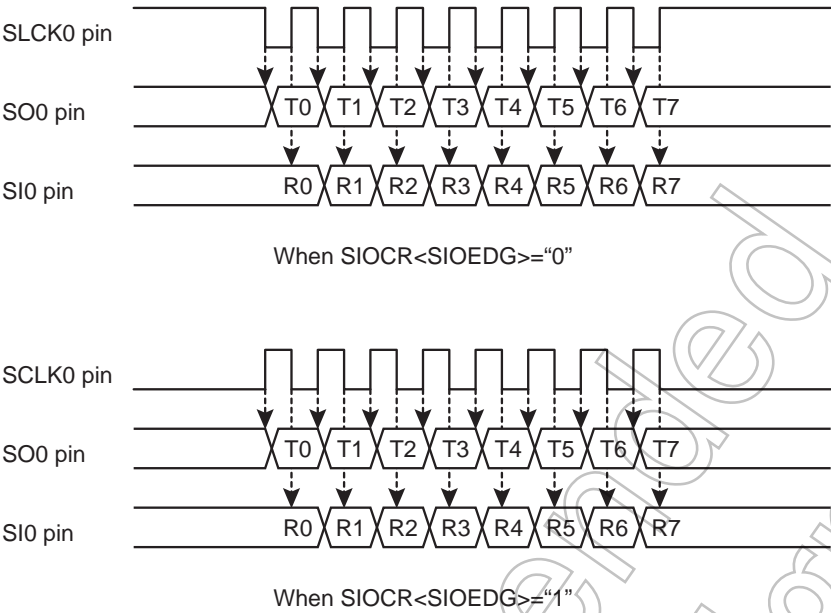 SLCK0 pin
SO0 pin
T0 T1 T2 T3 T4 T5 T6 T7
SI0 pin
R0 R1 R2 R3 R4 R5 R6 R7
When SIOCR<SIOEDG>=“0”
SCLK0 pin
SO0 pin
T0 T1 T2 T3 T4 T5 T6 T7
SI0 pin
R0 R1 R2 R3 R4 R5 R6 R7
When SIOCR<SIOEDG>=“1”